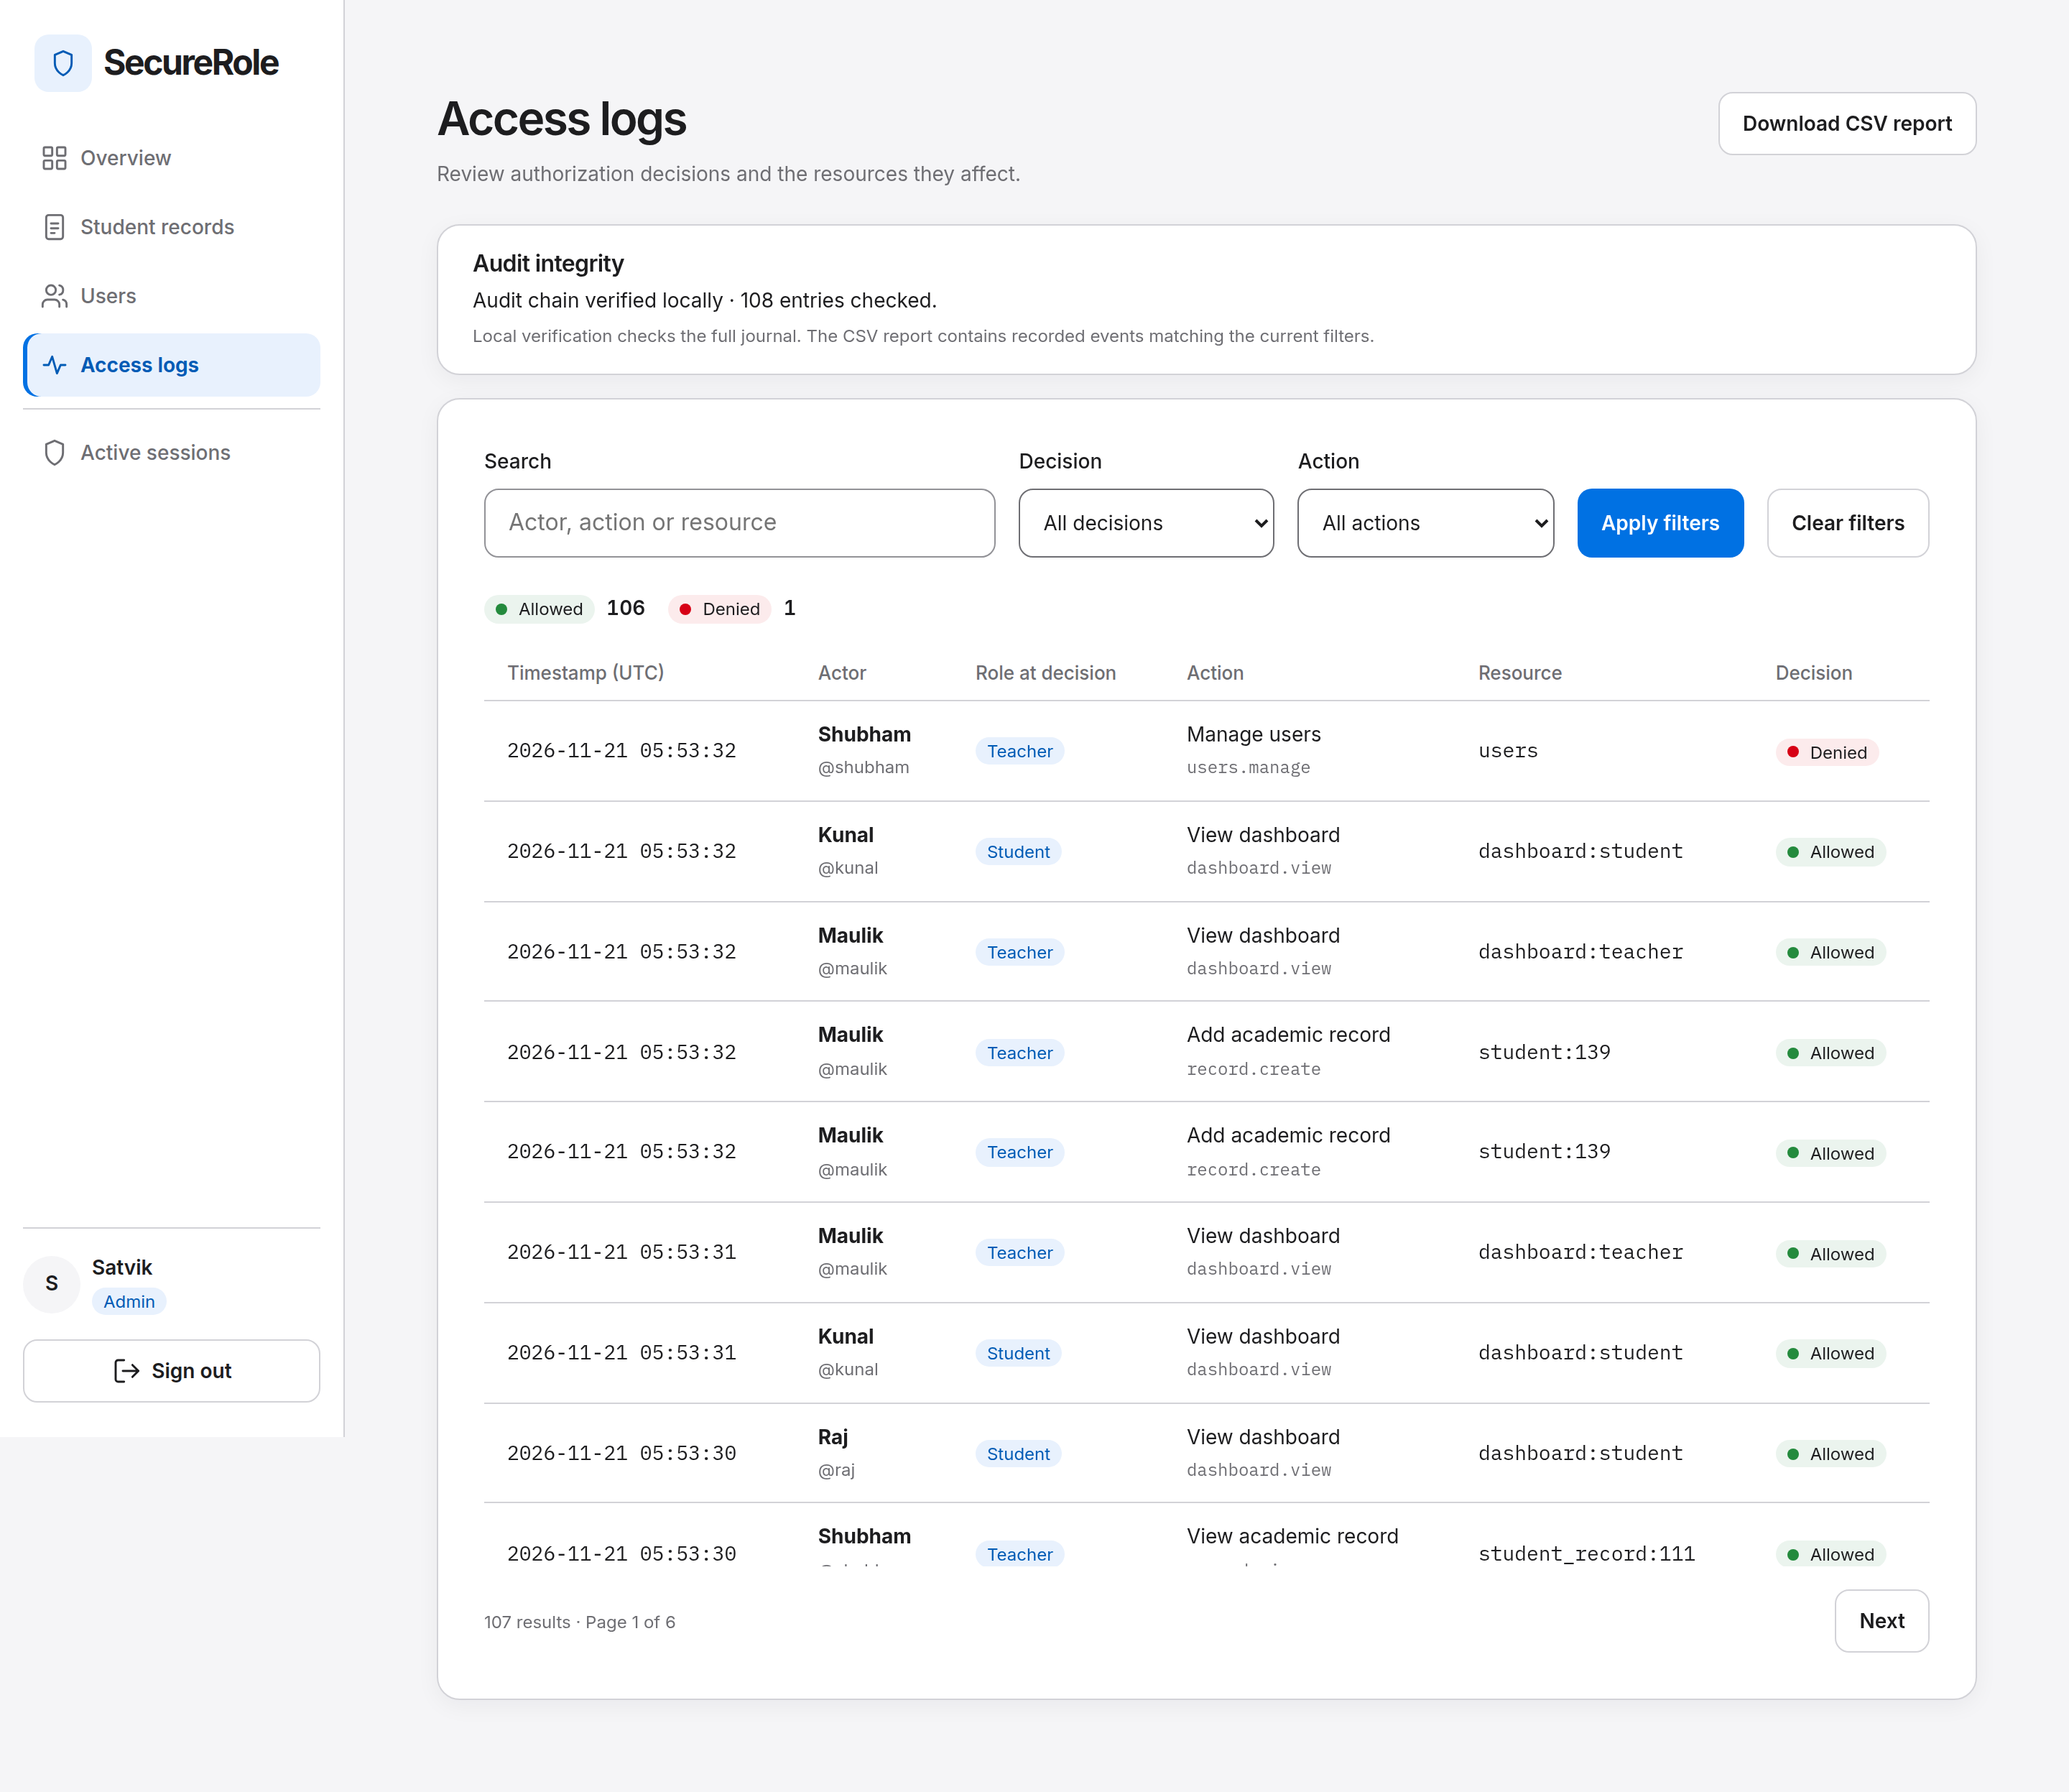 SecureRole
Overview
Student records
Users
Access logs
Active sessions
S
Satvik
Admin
Sign out
Access logs
Download CSV report
Review authorization decisions and the resources they affect.
Audit integrity
Audit chain verified locally · 108 entries checked.
Local verification checks the full journal. The CSV report contains recorded events matching the current filters.
Search Decision Action
Actor, action or resource All decisions All actions Apply filters Clear filters
Allowed 106 Denied 1
Timestamp (UTC) Actor Role at decision Action Resource Decision
2026-11-21 05:53:32 Shubham Teacher Manage users users Denied
@shubham users.manage
2026-11-21 05:53:32 Kunal Student View dashboard dashboard:student Allowed
@kunal dashboard.view
2026-11-21 05:53:32 Maulik Teacher View dashboard dashboard:teacher Allowed
@maulik dashboard.view
2026-11-21 05:53:32 Maulik Teacher Add academic record student:139 Allowed
@maulik record.create
2026-11-21 05:53:32 Maulik Teacher Add academic record student:139 Allowed
@maulik record.create
2026-11-21 05:53:31 Maulik Teacher View dashboard dashboard:teacher Allowed
@maulik dashboard.view
2026-11-21 05:53:31 Kunal Student View dashboard dashboard:student Allowed
@kunal dashboard.view
2026-11-21 05:53:30 Raj Student View dashboard dashboard:student Allowed
@raj dashboard.view
2026-11-21 05:53:30 Shubham Teacher View academic record student_record:111 Allowed
107 results · Page 1 of 6
Next